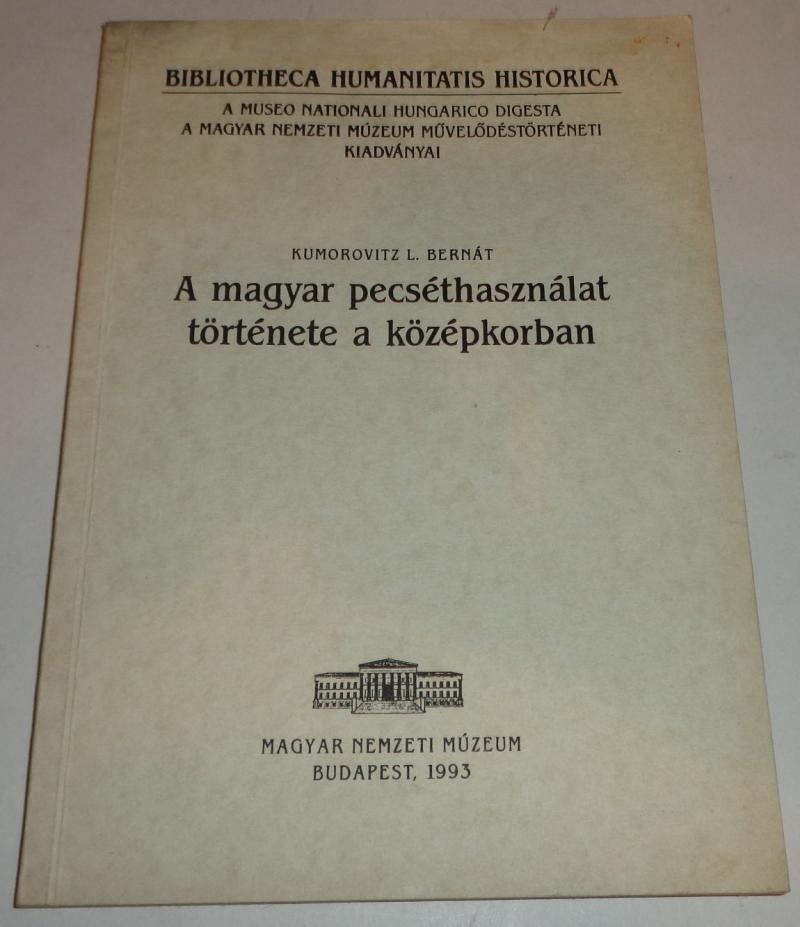 BIBLIOTHECA HUMANITATIS HISTORICA
A MUSEO NATIONALI HUNGARICO DIGESTA
A MAGYAR NEMZETI MÚZEUM MŰVELŐDÉSTÖRTÉNETI
KIADVÁNYAI
KUMOROVITZ L. BERNÁT
A magyar pecséthasználat
története a középkorban
MAGYAR NEMZETI MÚZEUM
BUDAPEST, 1993